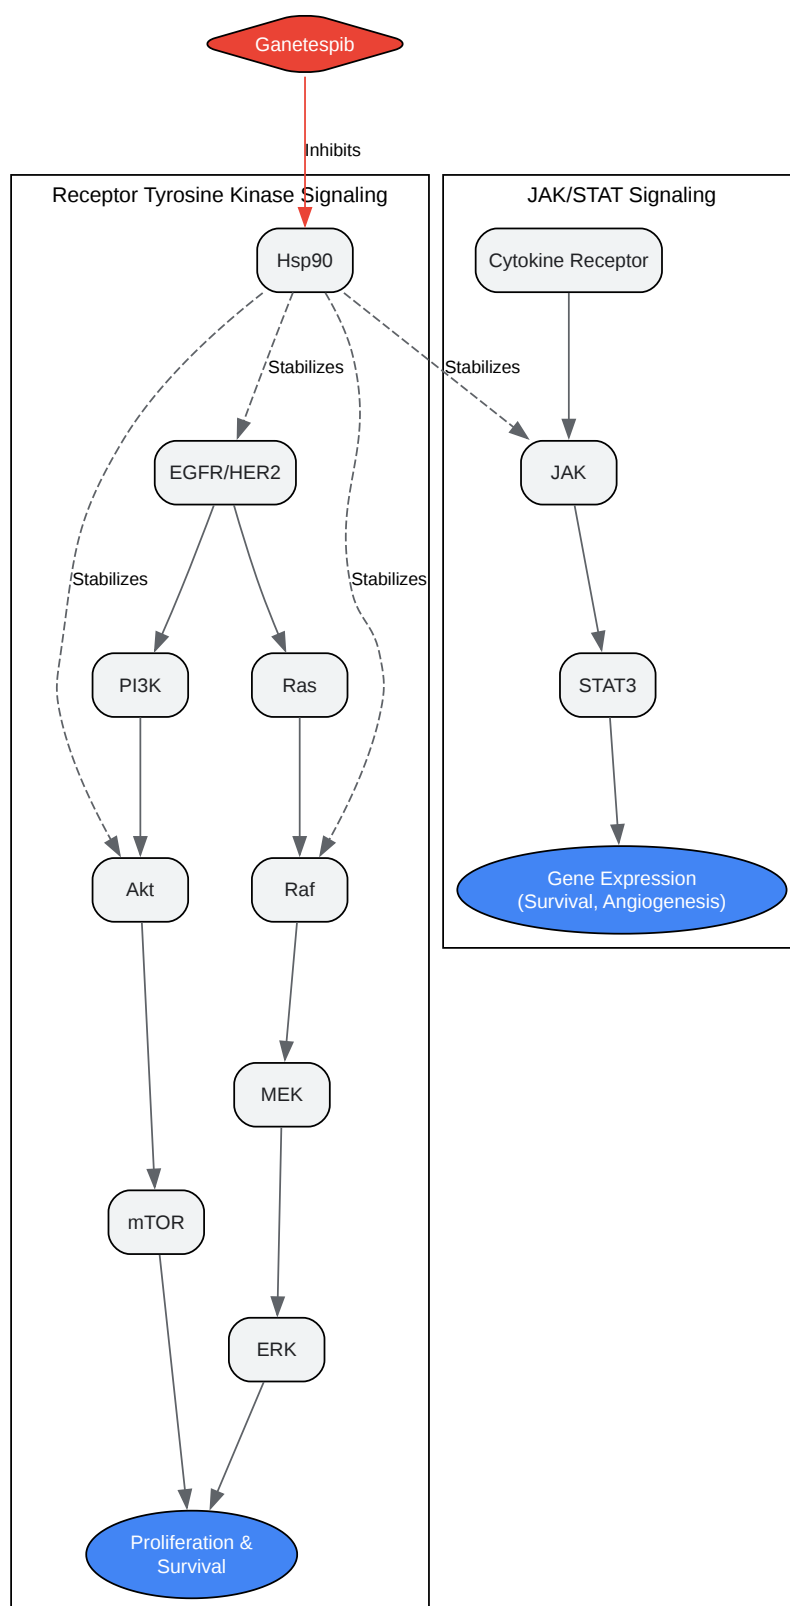 Ganetespib
Inhibits
Receptor Tyrosine Kinase Signaling
JAK/STAT Signaling
Hsp90
Cytokine Receptor
Stabilizes
Stabilizes
EGFR/HER2
JAK
Stabilizes
Stabilizes
PI3K
Ras
STAT3
Akt
Raf
Gene Expression
(Survival, Angiogenesis)
MEK
mTOR
ERK
Proliferation &
Survival